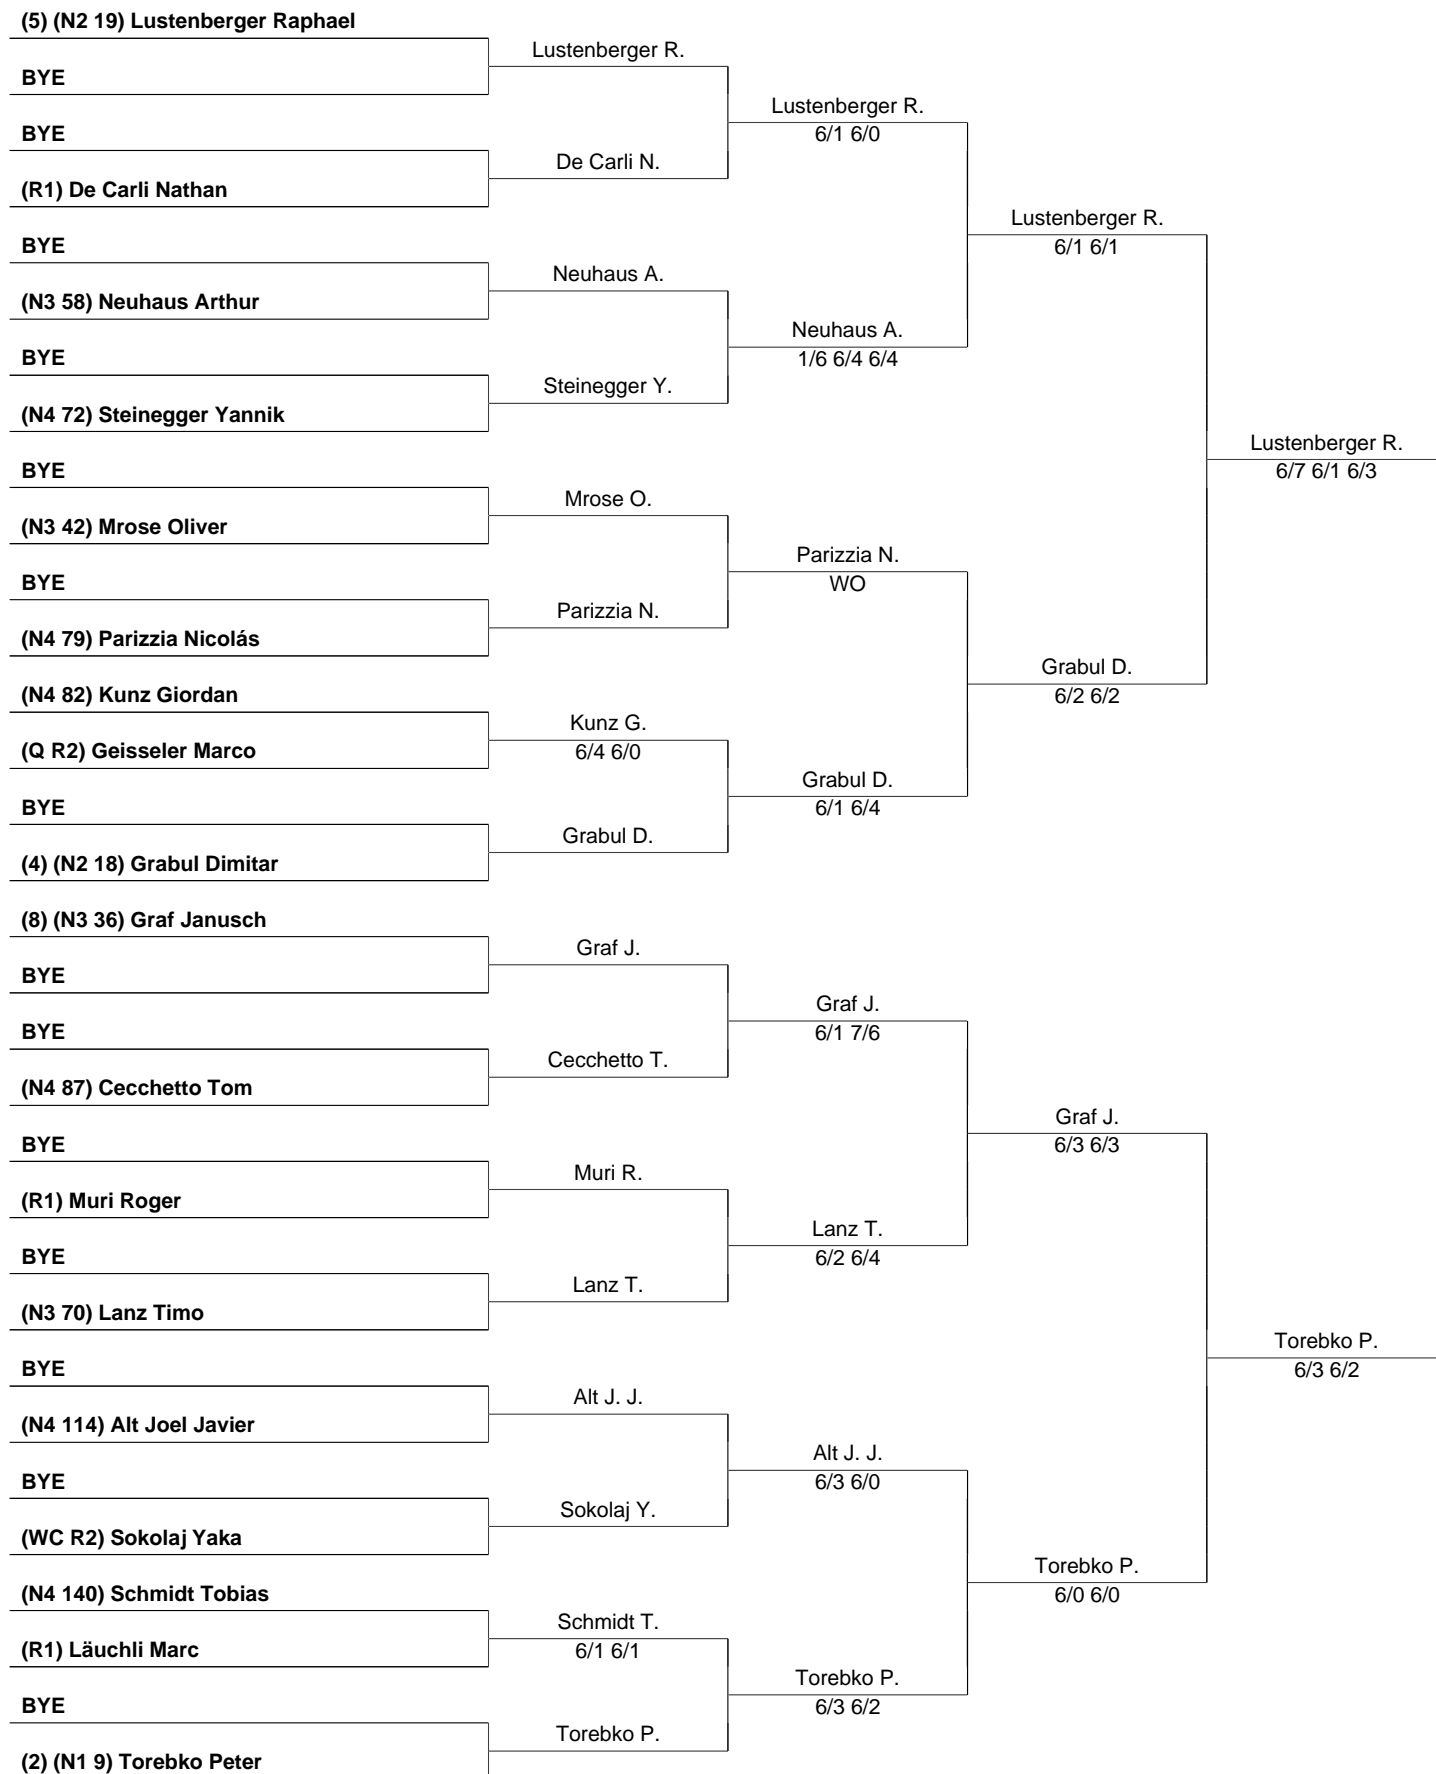 (5) (N2 19) Lustenberger Raphael
BYE
BYE
(R1) De Carli Nathan
BYE
(N3 58) Neuhaus Arthur
BYE
(N4 72) Steinegger Yannik
BYE
(N3 42) Mrose Oliver
BYE
(N4 79) Parizzia Nicolás
(N4 82) Kunz Giordan
(Q R2) Geisseler Marco
BYE
(4) (N2 18) Grabul Dimitar
(8) (N3 36) Graf Janusch
BYE
BYE
(N4 87) Cecchetto Tom
BYE
(R1) Muri Roger
BYE
(N3 70) Lanz Timo
BYE
(N4 114) Alt Joel Javier
BYE
(WC R2) Sokolaj Yaka
(N4 140) Schmidt Tobias
(R1) Läuchli Marc
BYE
(2) (N1 9) Torebko Peter
Lustenberger R.
De Carli N.
Neuhaus A.
Steinegger Y.
Mrose O.
Parizzia N.
Kunz G.
6/4 6/0
Grabul D.
Graf J.
Cecchetto T.
Muri R.
Lanz T.
Alt J. J.
Sokolaj Y.
Schmidt T.
6/1 6/1
Torebko P.
Lustenberger R.
6/1 6/0
Neuhaus A.
1/6 6/4 6/4
Parizzia N.
WO
Grabul D.
6/1 6/4
Graf J.
6/1 7/6
Lanz T.
6/2 6/4
Alt J. J.
6/3 6/0
Torebko P.
6/3 6/2
Lustenberger R.
6/1 6/1
Grabul D.
6/2 6/2
Graf J.
6/3 6/3
Torebko P.
6/0 6/0
Lustenberger R.
6/7 6/1 6/3
Torebko P.
6/3 6/2